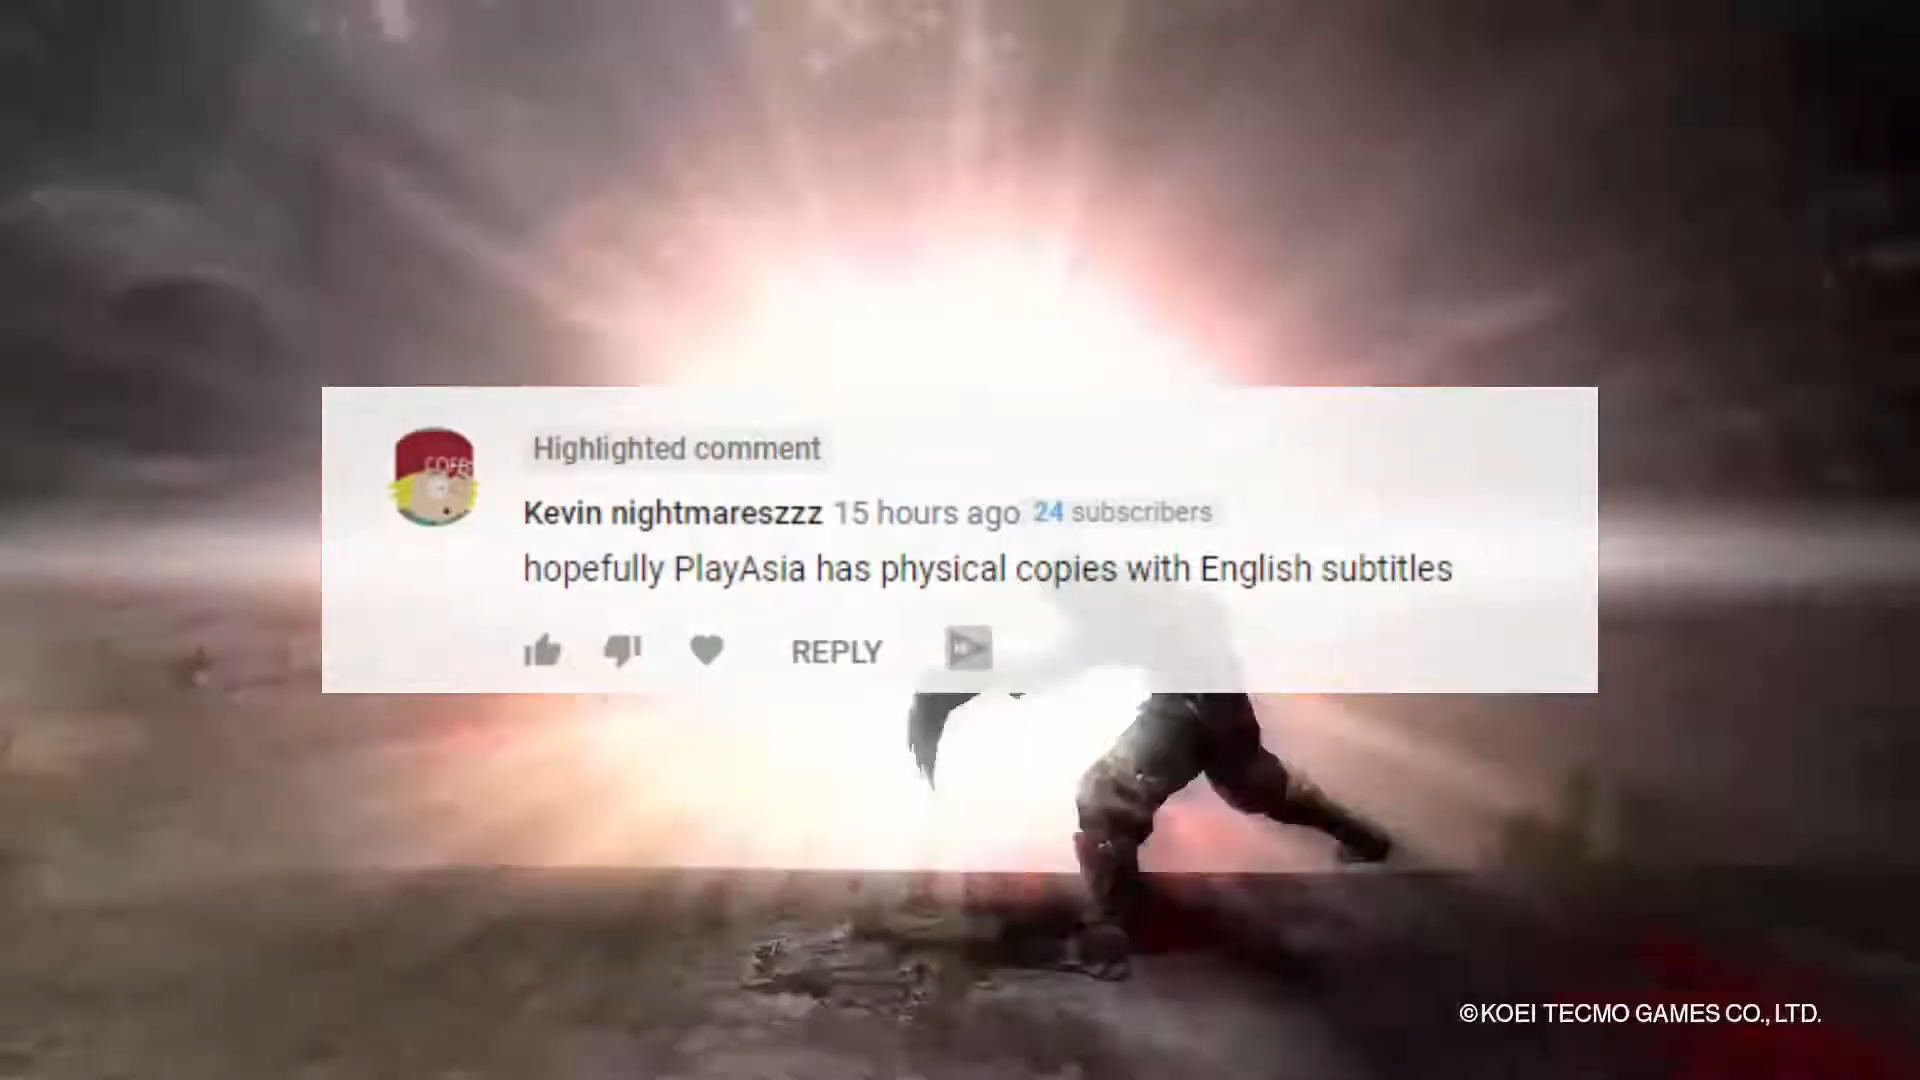 Highlighted comment
Kevin nightmareszzz 15 hours ago 24 subscribers
hopefully PlayAsia has physical copies with English subtitles
REPLY
©KOEI TECMO GAMES CO., LTD.